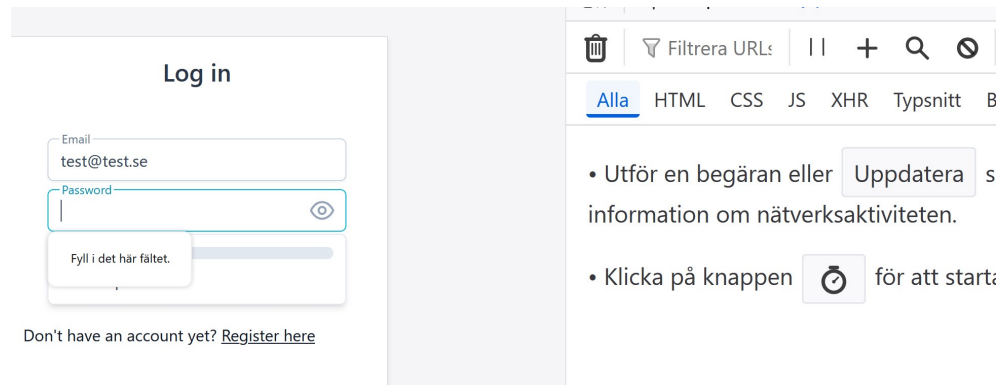 Log in
Email
test@test.se
Password
Fyll i det här fältet.
Don't have an account yet? Register here
Filtrera URLs
Alla HTML CSS JS XHR Typsnitt
• Utför en begäran eller Uppdatera
information om nätverksaktiviteten.
• Klicka på knappen för att starta